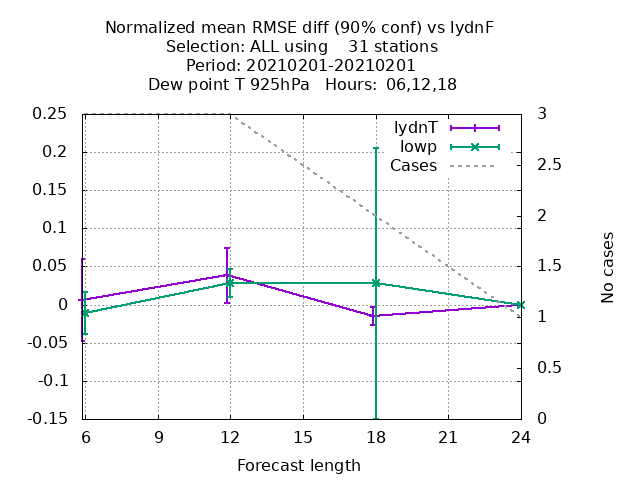 Normalized mean RMSE diff (90% conf) vs lydnF
Selection: ALL using    31 stations
Period: 20210201-20210201
Dew point T 925hPa   Hours:  06,12,18
0.25
0.2
0.15
0.1
0.05
0
-0.05
-0.1
-0.15
3
2.5
2
1.5
1
0.5
0
lydnT
lowp
Cases
No cases
6 9 12 15 18 21 24
Forecast length